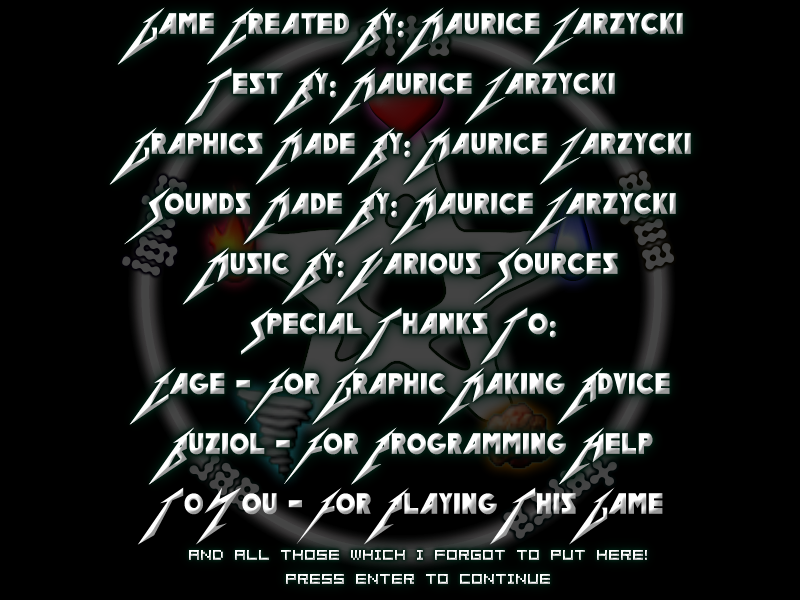 Game Created By: Maurice Zarzycki
Test By: Maurice Zarzycki
Graphics Made By: Maurice Zarzycki
Sounds Made By: Maurice Zarzycki
Music By: Various Sources
Special Thanks To:
- For Graphic Making Advice
Buziol - For Programming Help
To You - For Playing This Game
AND ALL THOSE WHICH I FORGOT TO PUT HERE!
PRESS ENTER TO CONTINUE